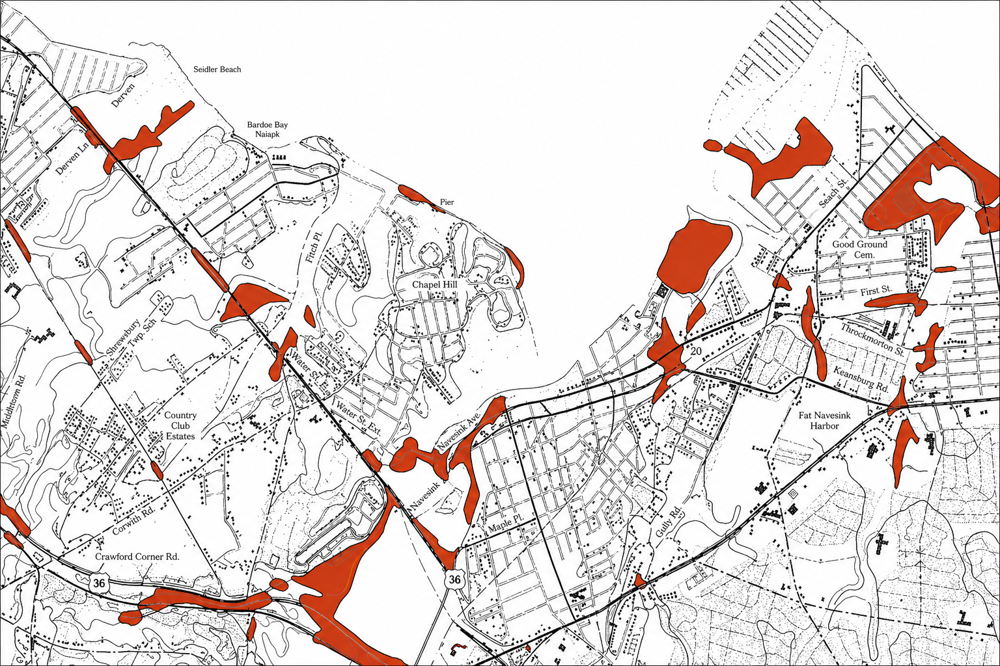 Seidler Beach
Derven
Bardoe Bay
Naiapk
Derven Ln
Seach St.
Pier
Fitch Pl.
Good Ground
Cem.
Chapel Hill
First St.
Shrewsbury
Twp. Sch
Throckmorton St.
20
Water St. E.
Keansburg Rd.
Middletown Rd.
Country
Club
Estates
Water St. Ext.
Navesink Ave.
Fat Navesink
Harbor
Navesink
Corwith Rd.
Maple Pl.
Gully Rd.
Crawford Corner Rd.
36
36